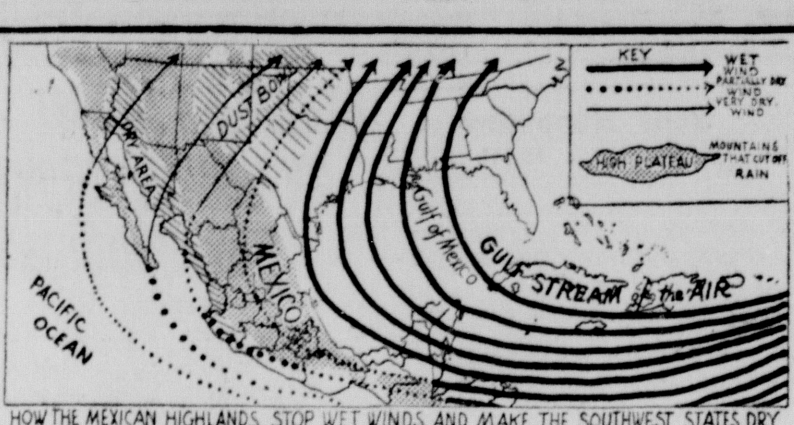 KEY
WET
WIND
PARTIALLY DRY
WIND
VERY DRY
WIND
HIGH PLATEAU
MOUNTAINS
THAT CUT OFF
RAIN
DUST BOWL
DRY AREA
MEXICO
Gulf of Mexico
GULF STREAM of the AIR
PACIFIC
OCEAN
HOW THE MEXICAN HIGHLANDS STOP WET WINDS AND MAKE THE SOUTHWEST STATES DRY